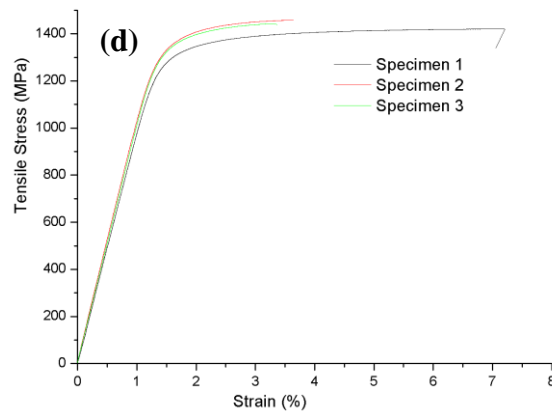 (d)
Tensile Stress (MPa)
1400
1200
1000
800
600
400
200
0
Specimen 1
Specimen 2
Specimen 3
0 1 2 3 4 5 6 7 8
Strain (%)